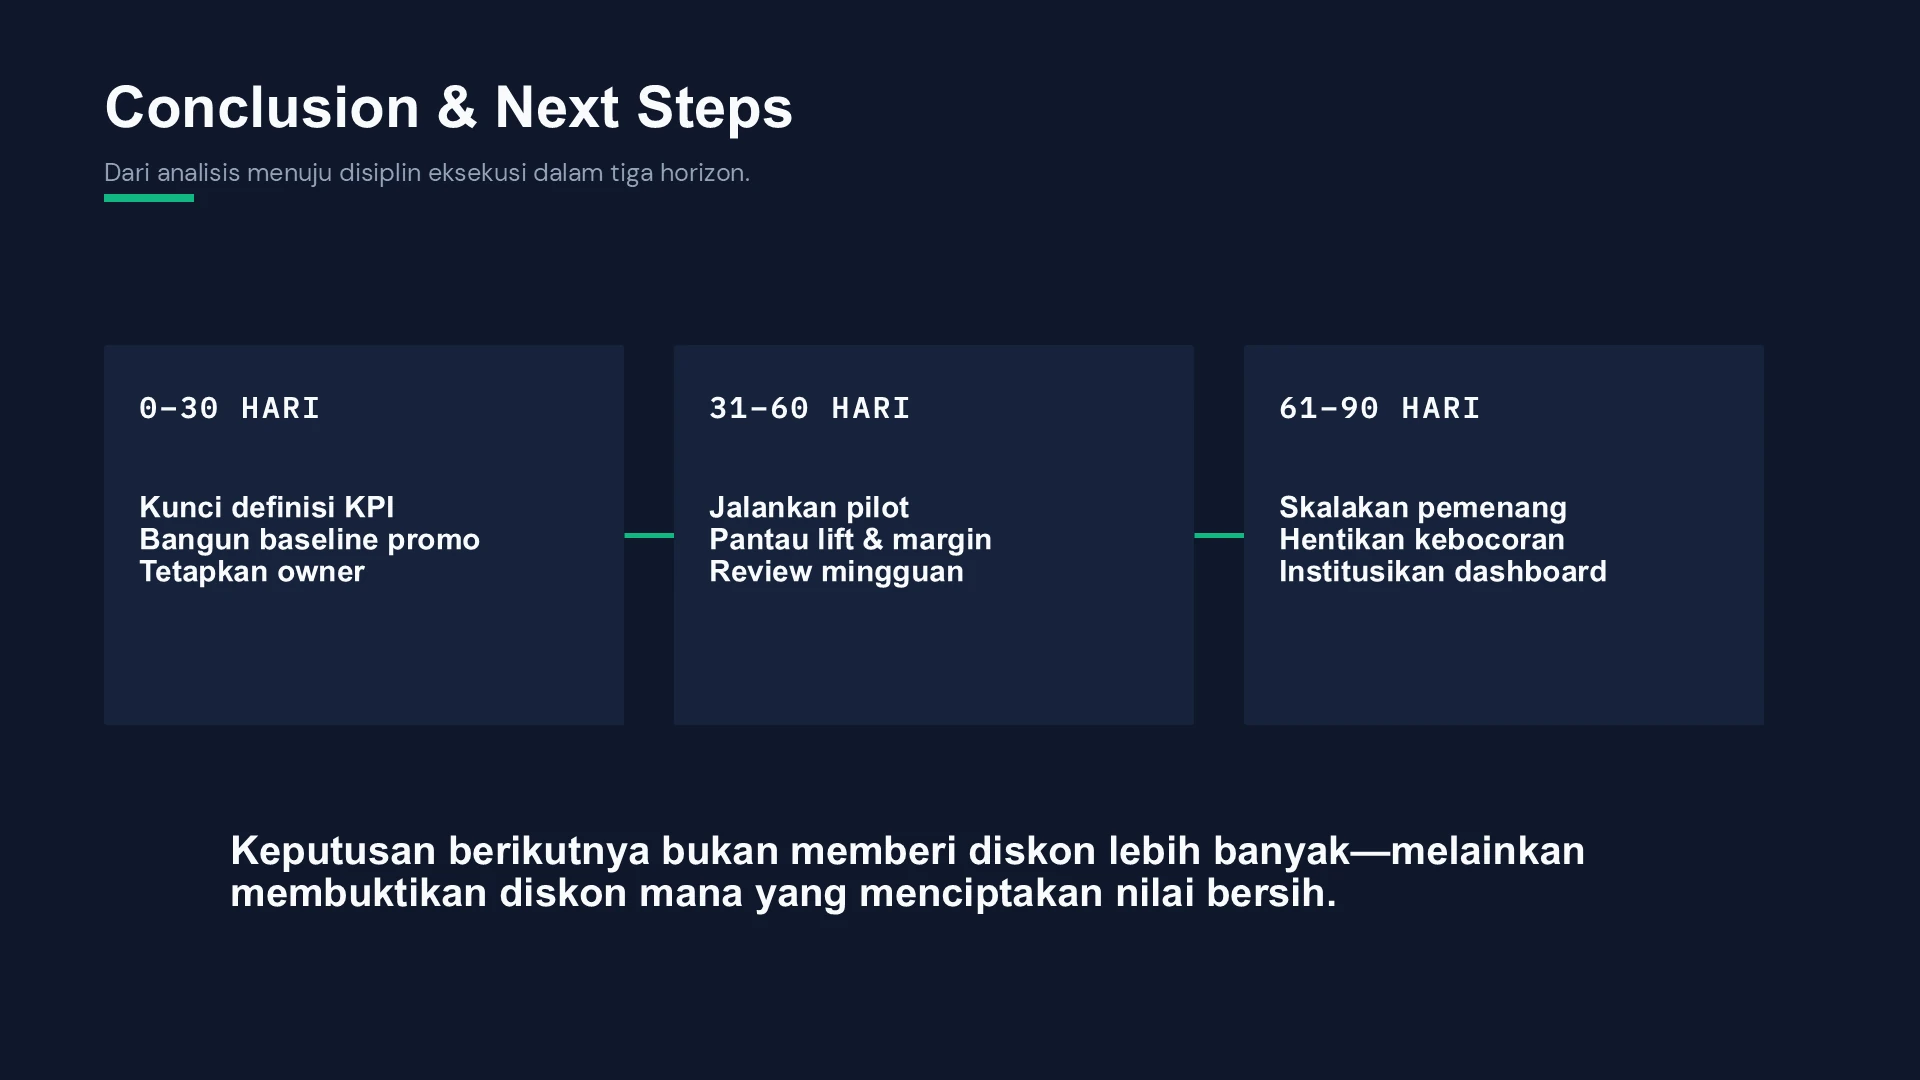 Conclusion & Next Steps
Dari analisis menuju disiplin eksekusi dalam tiga horizon.
0–30 HARI
Kunci definisi KPI
Bangun baseline promo
Tetapkan owner
31–60 HARI
Jalankan pilot
Pantau lift & margin
Review mingguan
61–90 HARI
Skalakan pemenang
Hentikan kebocoran
Institusikan dashboard
Keputusan berikutnya bukan memberi diskon lebih banyak—melainkan
membuktikan diskon mana yang menciptakan nilai bersih.